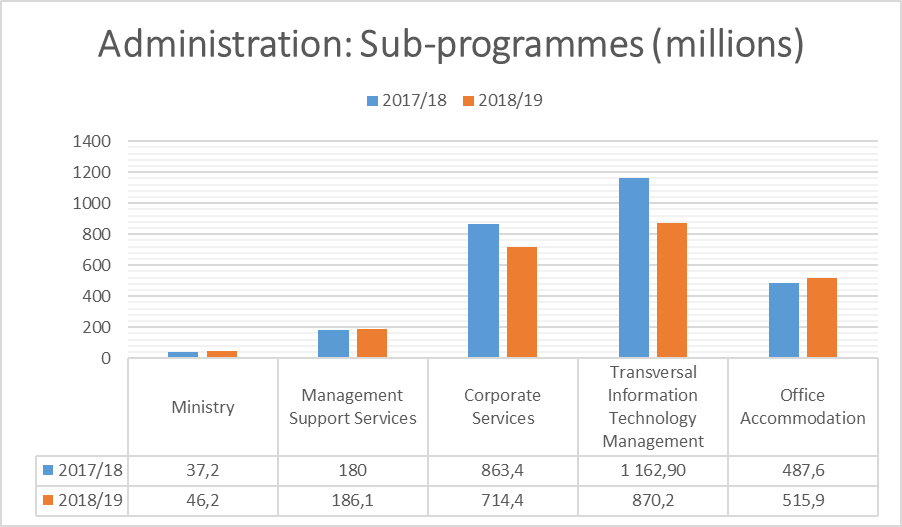 Administration: Sub-programmes (millions)
2017/18 2018/19
1400
1200
1000
800
600
400
200
0
Ministry
Management
Support Services
Corporate
Services
Transversal
Information
Technology
Management
Office
Accommodation
2017/18 37,2 180 863,4 1 162,90 487,6
2018/19 46,2 186,1 714,4 870,2 515,9